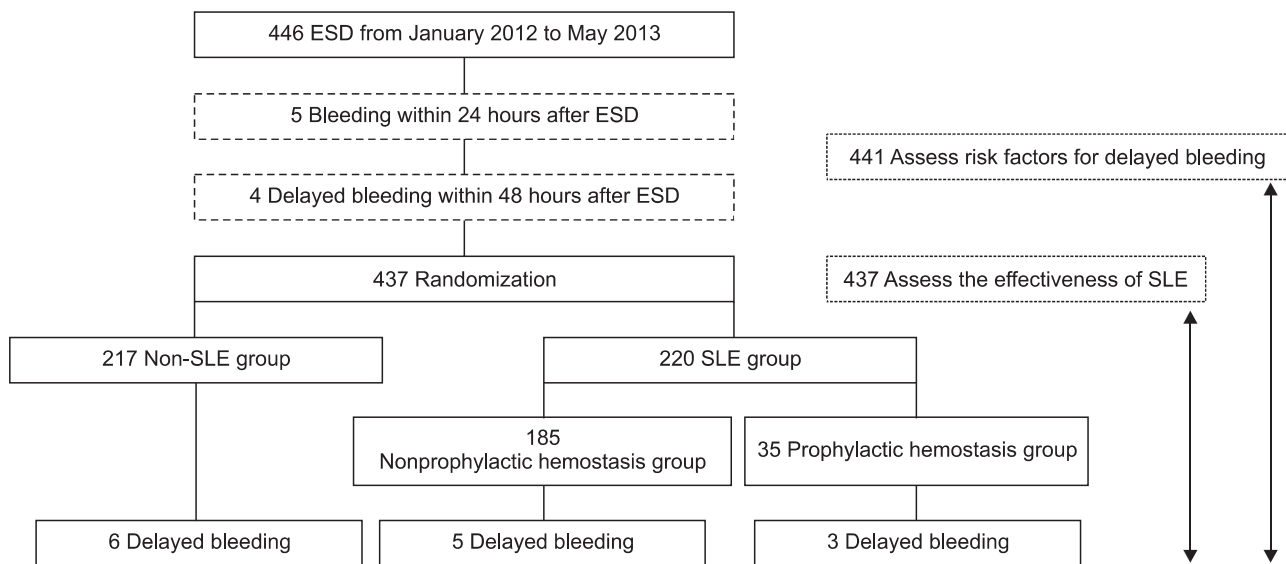 446 ESD from January 2012 to May 2013
5 Bleeding within 24 hours after ESD
441 Assess risk factors for delayed bleeding
4 Delayed bleeding within 48 hours after ESD
437 Randomization
437 Assess the effectiveness of SLE
217 Non-SLE group
220 SLE group
185
Nonprophylactic hemostasis group
35 Prophylactic hemostasis group
6 Delayed bleeding
5 Delayed bleeding
3 Delayed bleeding